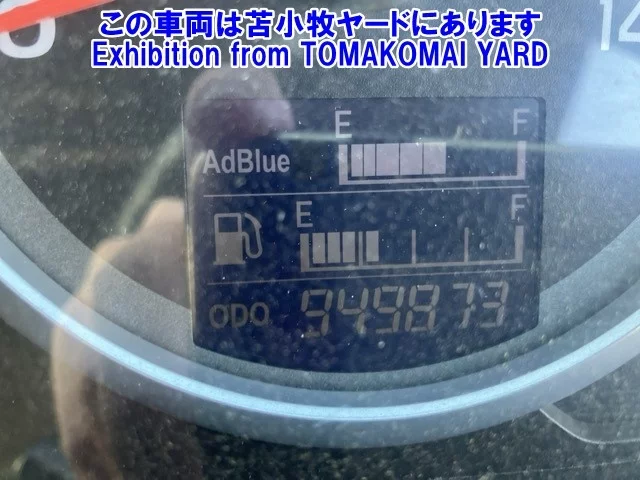 この車両は苫小牧ヤードにあります
Exhibition from TOMAKOMAI YARD
14
E F
AdBlue
E F
ODO 949873